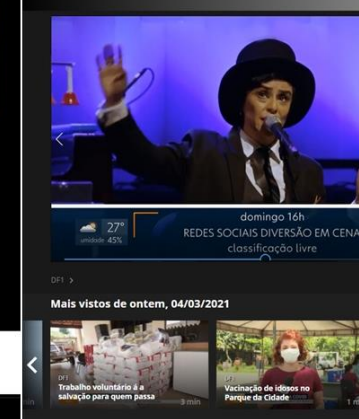 domingo 16h
27°
umidade 45%
REDES SOCIAIS DIVERSÃO EM CENA
classificação livre
DF1 >
Mais vistos de ontem, 04/03/2021
DF1
Trabalho voluntário é a
salvação para quem passa
3 min
Vacinação de idosos no
Parque da Cidade